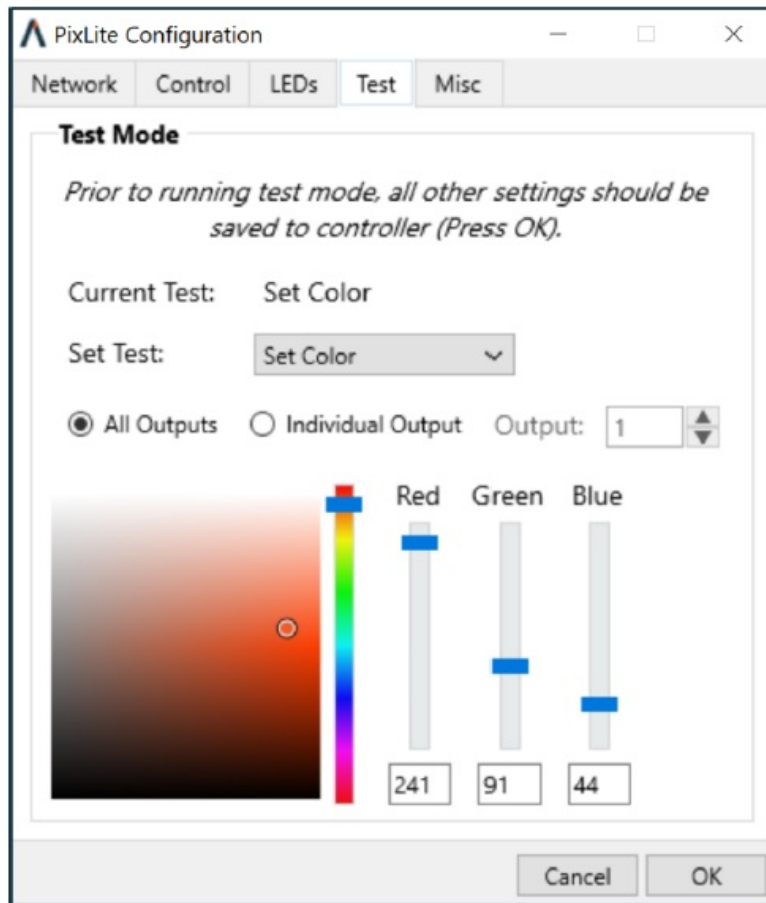 PixLite Configuration
Network Control LEDs Test Misc
Test Mode
Prior to running test mode, all other settings should be
saved to controller (Press OK).
Current Test: Set Color
Set Test: Set Color
All Outputs Individual Output Output: 1
Red Green Blue
241 91 44
Cancel OK